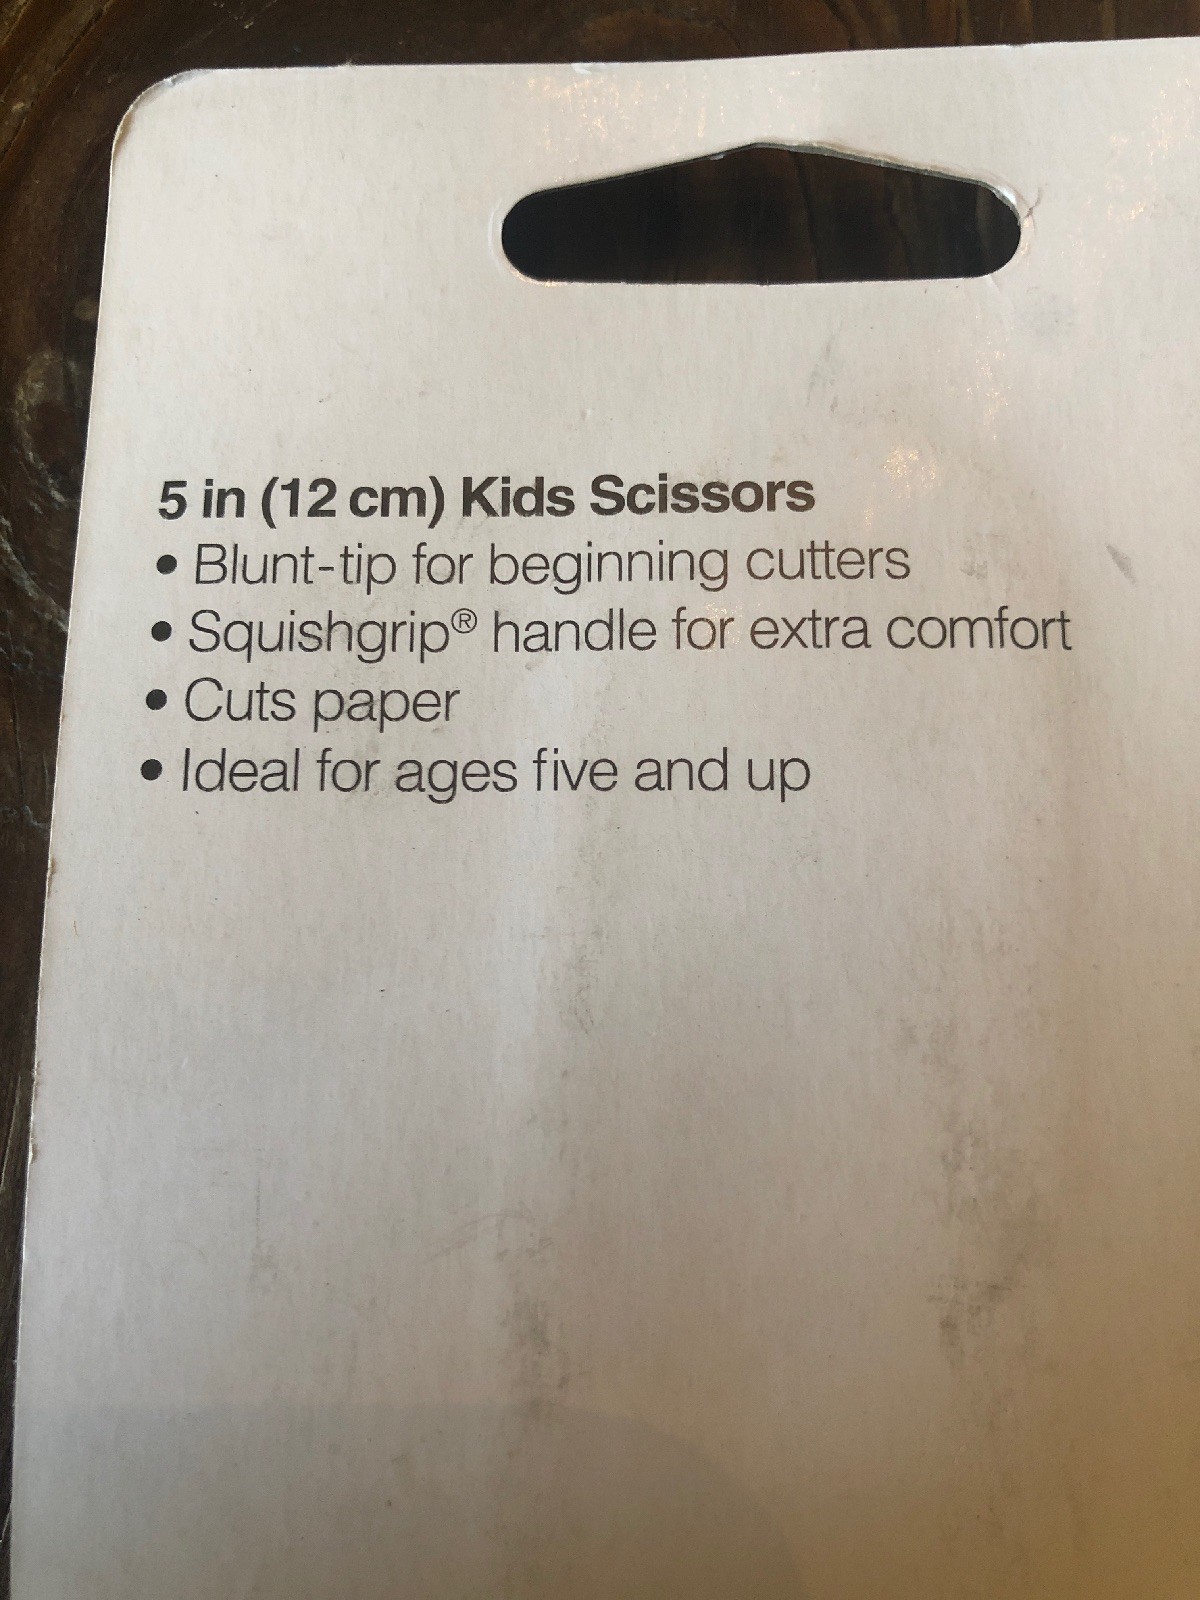 5 in (12 cm) Kids Scissors
• Blunt-tip for beginning cutters
• Squishgrip® handle for extra comfort
• Cuts paper
• Ideal for ages five and up